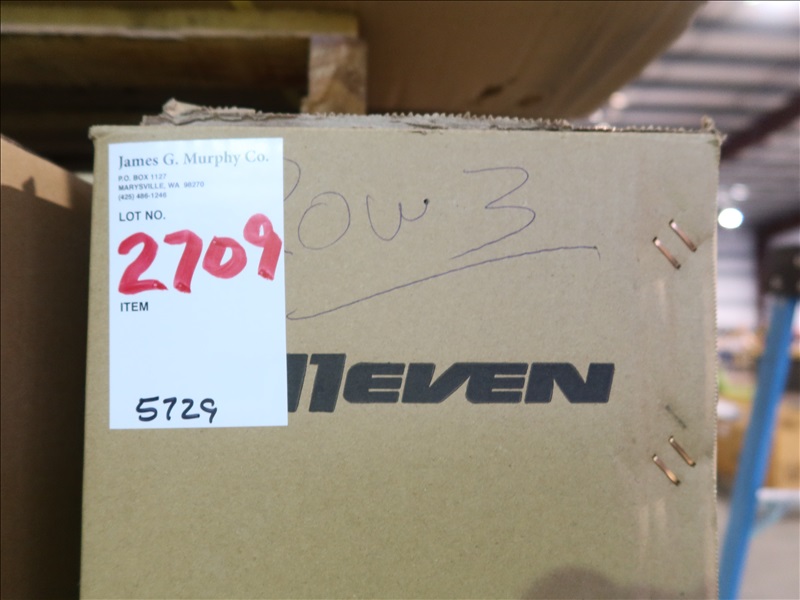 James G. Murphy Co.
P.O. BOX 1127
MARYSVILLE, WA 98270
(425) 486-1246
LOT NO.
2709
ITEM
5729
Row 3
11EVEN